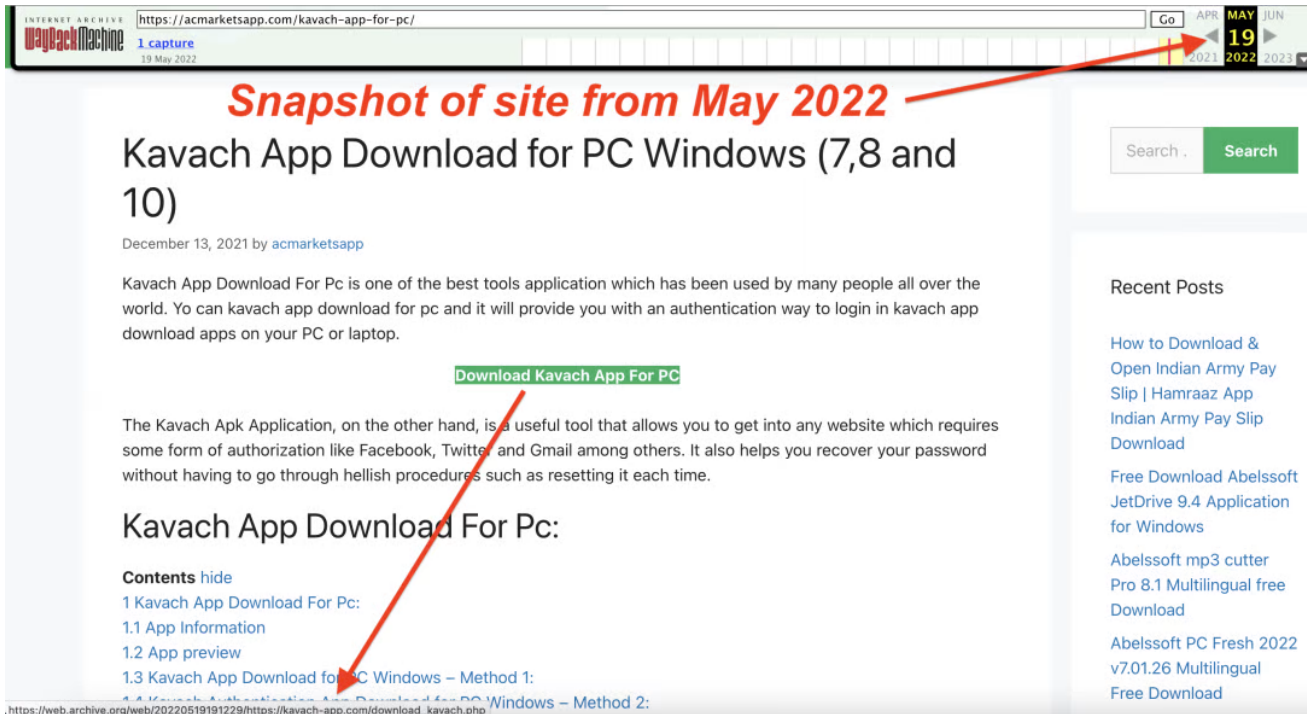 INTERNET ARCHIVE
WayBackMachine
https://acmarketsapp.com/kavach-app-for-pc/
Go
APR MAY JUN
1 capture
19
19 May 2022
2021 2022 2023
Snapshot of site from May 2022
Kavach App Download for PC Windows (7,8 and
10)
December 13, 2021 by acmarketsapp
Kavach App Download For Pc is one of the best tools application which has been used by many people all over the
world. Yo can kavach app download for pc and it will provide you with an authentication way to login in kavach app
download apps on your PC or laptop.
Download Kavach App For PC
The Kavach Apk Application, on the other hand, is a useful tool that allows you to get into any website which requires
some form of authorization like Facebook, Twitter and Gmail among others. It also helps you recover your password
without having to go through hellish procedures such as resetting it each time.
Kavach App Download For Pc:
Contents hide
1 Kavach App Download For Pc:
1.1 App Information
1.2 App preview
1.3 Kavach App Download for PC Windows – Method 1:
1.4 Kavach Authentication App Download for PC Windows – Method 2:
https://web.archive.org/web/20220519191229/https://kavach-app.com/download_kavach.php
Search .
Search
Recent Posts
How to Download &
Open Indian Army Pay
Slip | Hamraaz App
Indian Army Pay Slip
Download
Free Download Abelssoft
JetDrive 9.4 Application
for Windows
Abelssoft mp3 cutter
Pro 8.1 Multilingual free
Download
Abelssoft PC Fresh 2022
v7.01.26 Multilingual
Free Download